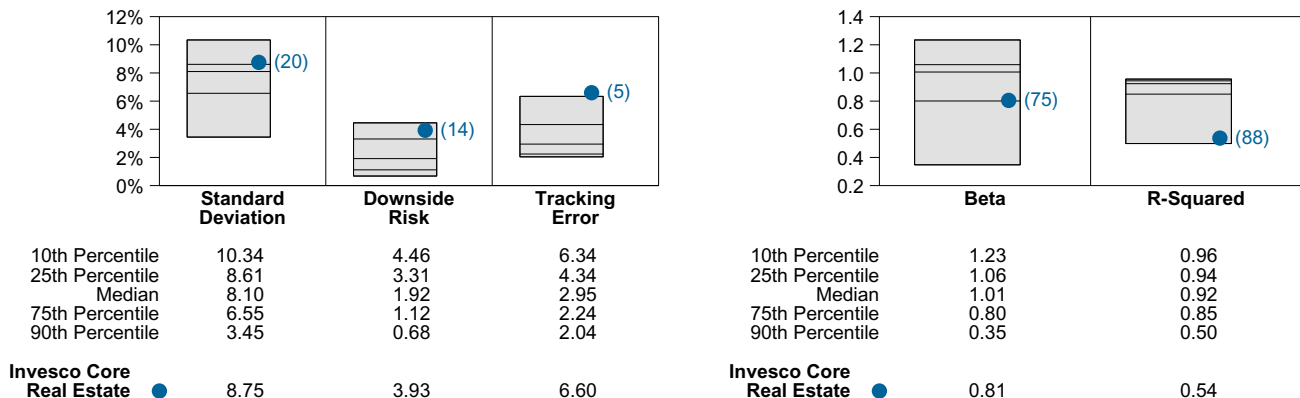 12%
10%
8%
6%
4%
2%
0%
(20)
(14)
(5)
Standard Deviation
Downside Risk
Tracking Error
10th Percentile 10.34 4.46 6.34
25th Percentile 8.61 3.31 4.34
Median 8.10 1.92 2.95
75th Percentile 6.55 1.12 2.24
90th Percentile 3.45 0.68 2.04
Invesco Core
Real Estate 8.75 3.93 6.60
1.4
1.2
1.0
0.8
0.6
0.4
0.2
(75)
(88)
Beta R-Squared
10th Percentile 1.23 0.96
25th Percentile 1.06 0.94
Median 1.01 0.92
75th Percentile 0.80 0.85
90th Percentile 0.35 0.50
Invesco Core
Real Estate 0.81 0.54